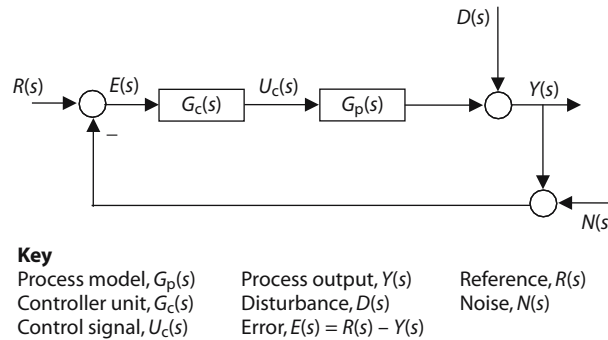 D(s)
R(s) E(s) U_c(s) Y(s)
G_c(s) G_p(s)
–
N(s
Key
Process model, G_p(s) Process output, Y(s) Reference, R(s)
Controller unit, G_c(s) Disturbance, D(s) Noise, N(s)
Control signal, U_c(s) Error, E(s) = R(s) – Y(s)